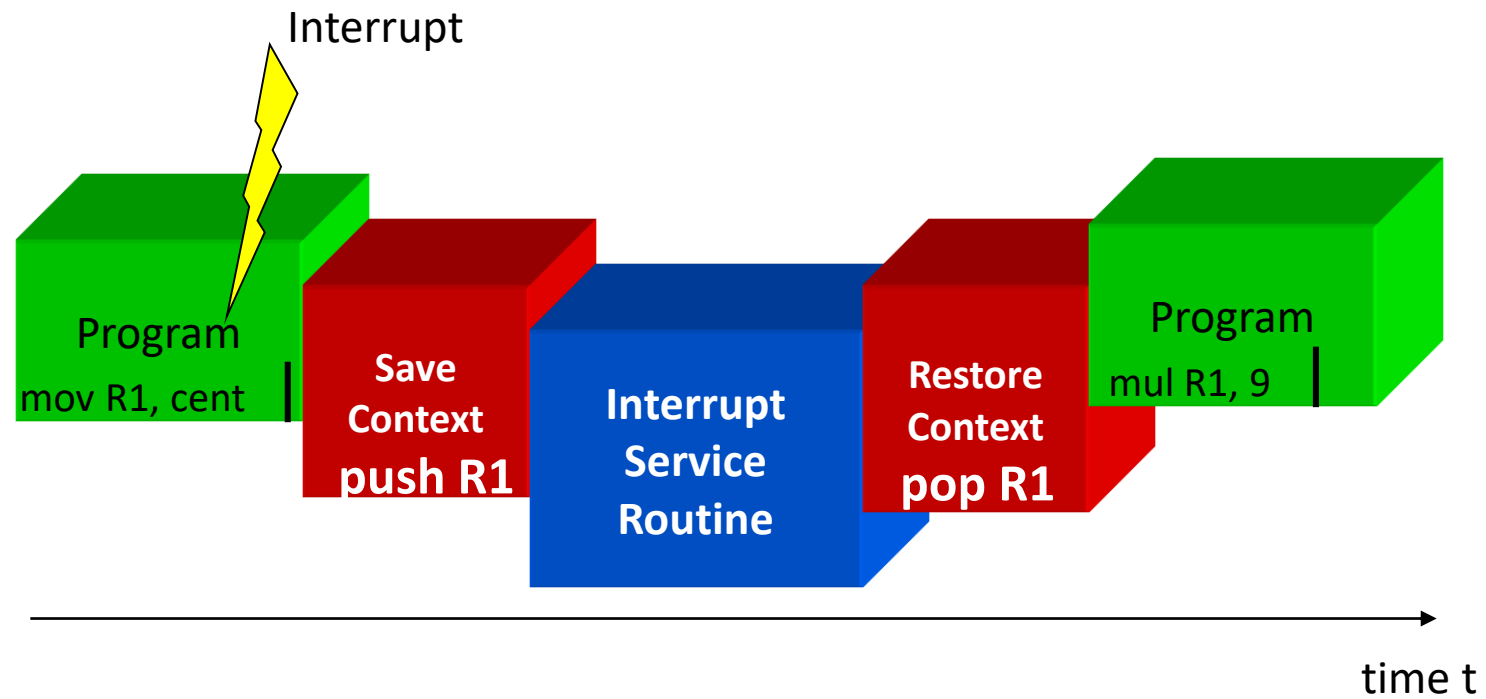 Interrupt
Program
mov R1, cent
Save
Context
push R1
Interrupt
Service
Routine
Restore
Context
pop R1
Program
mul R1, 9
time t